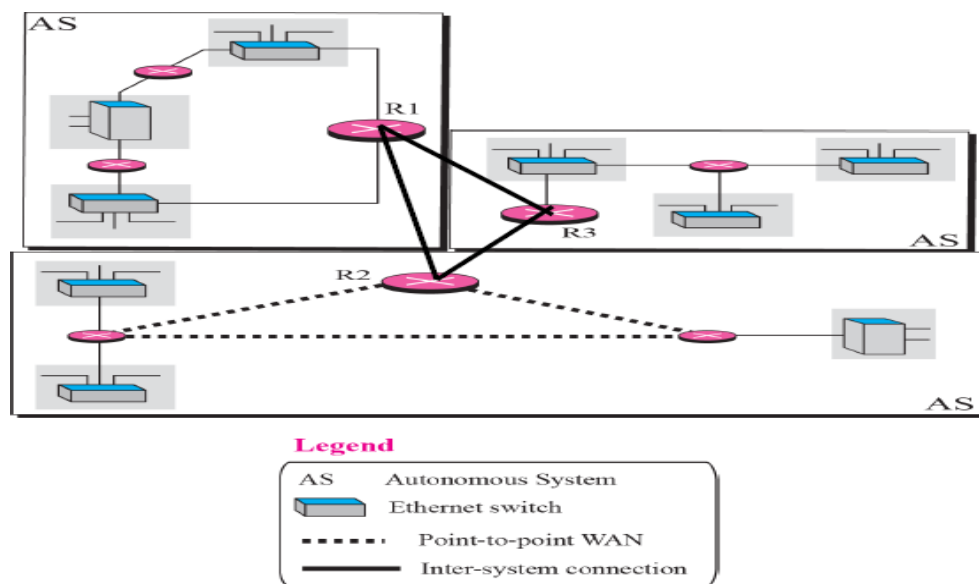 AS
R1
R3
AS
R2
AS
Legend
AS Autonomous System
Ethernet switch
Point-to-point WAN
Inter-system connection